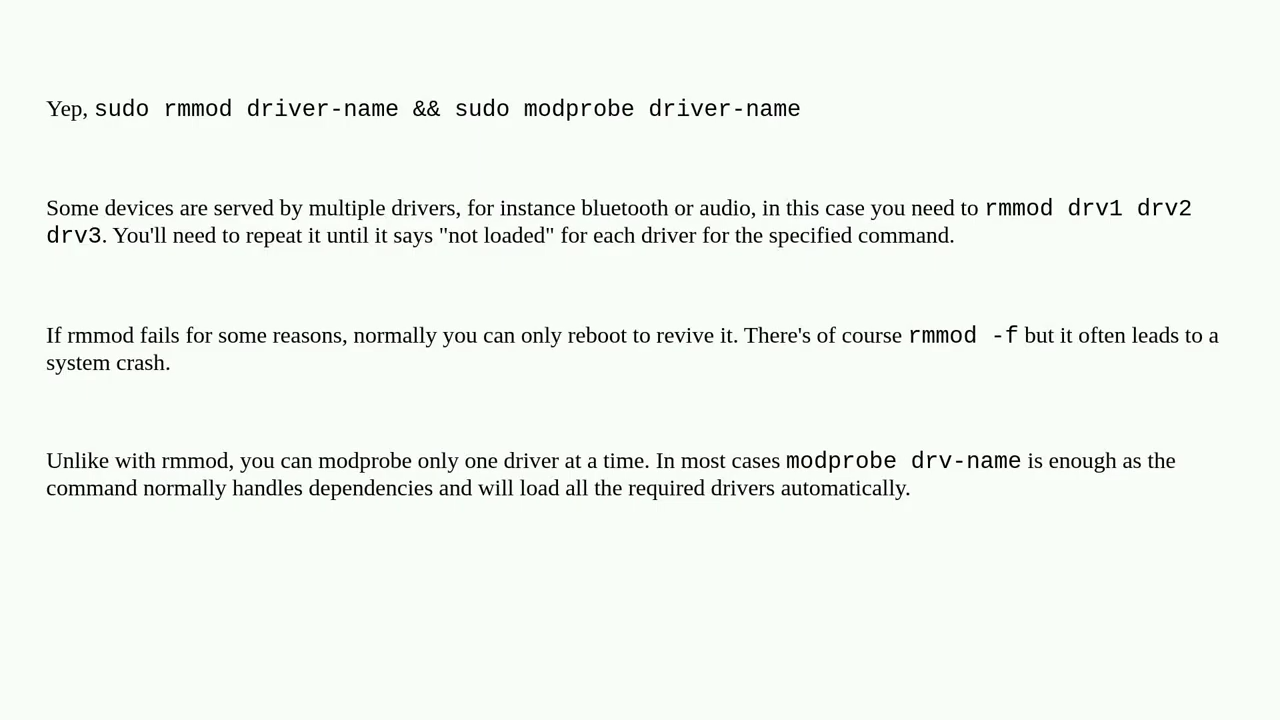 Yep, sudo rmmod driver-name && sudo modprobe driver-name
Some devices are served by multiple drivers, for instance bluetooth or audio, in this case you need to rmmod drv1 drv2
drv3. You'll need to repeat it until it says "not loaded" for each driver for the specified command.
If rmmod fails for some reasons, normally you can only reboot to revive it. There's of course rmmod -f but it often leads to a
system crash.
Unlike with rmmod, you can modprobe only one driver at a time. In most cases modprobe drv-name is enough as the
command normally handles dependencies and will load all the required drivers automatically.